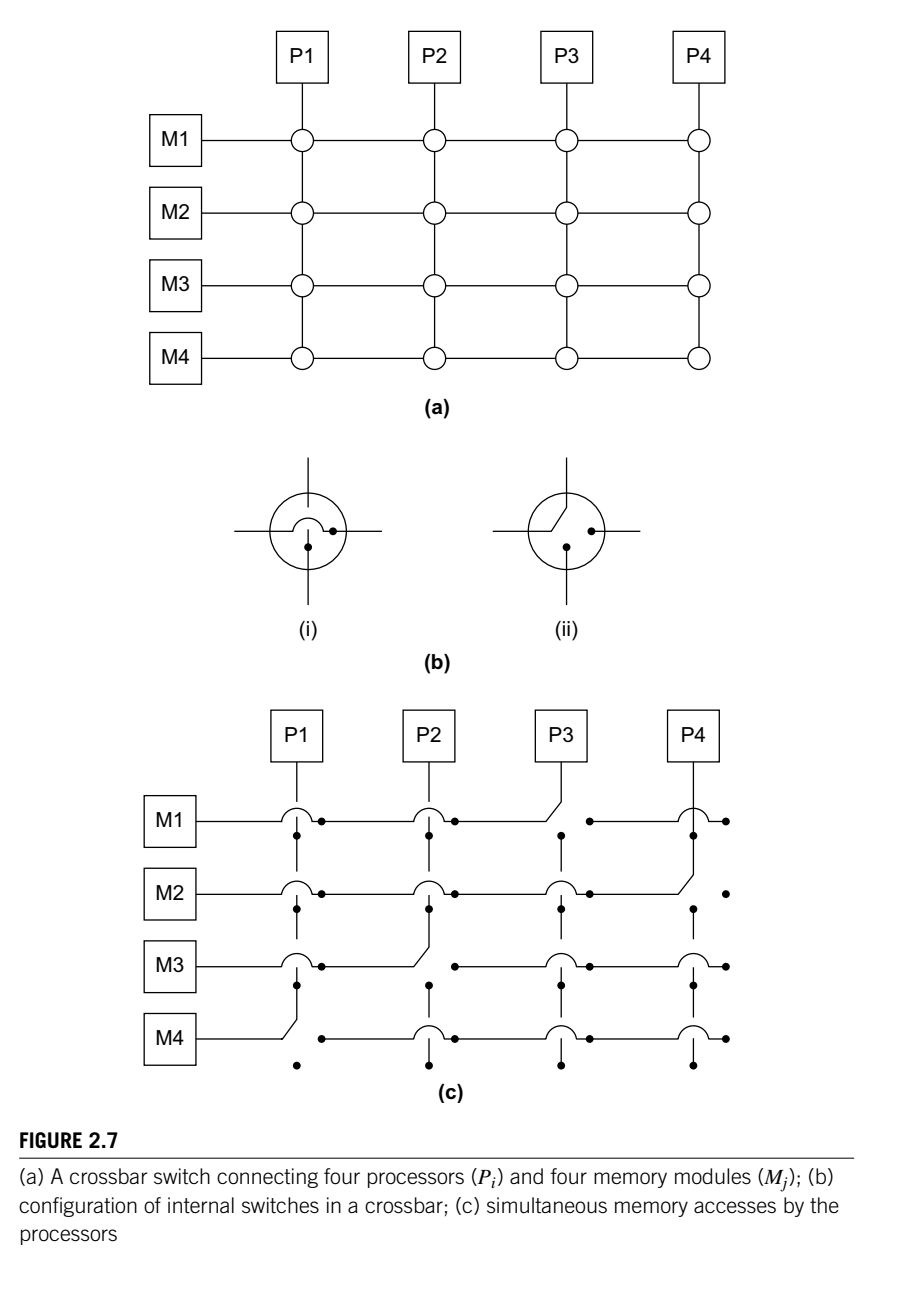 P1 P2 P3 P4
M1
M2
M3
M4
(a)
(i) (ii)
(b)
P1 P2 P3 P4
M1
M2
M3
M4
(c)
FIGURE 2.7
(a) A crossbar switch connecting four processors (Pi) and four memory modules (Mj); (b)
configuration of internal switches in a crossbar; (c) simultaneous memory accesses by the
processors